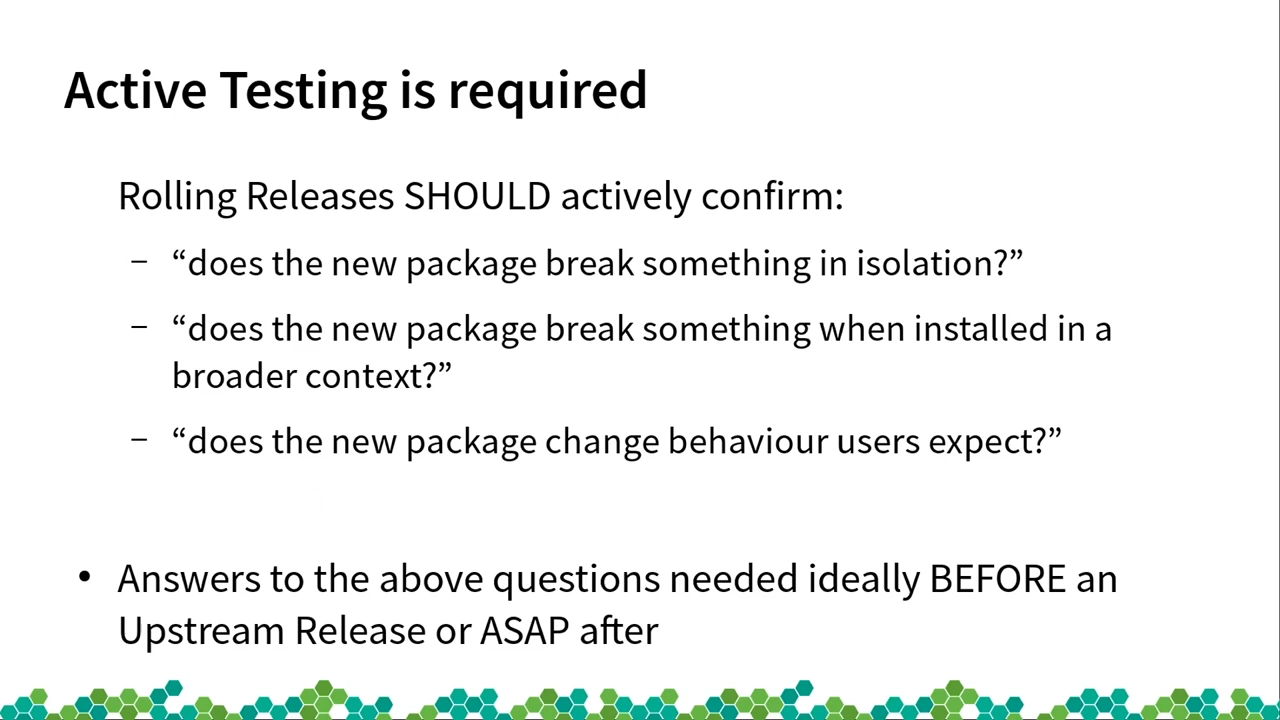 Active Testing is required
Rolling Releases SHOULD actively confirm:
– “does the new package break something in isolation?”
– “does the new package break something when installed in a
broader context?”
– “does the new package change behaviour users expect?”
• Answers to the above questions needed ideally BEFORE an
Upstream Release or ASAP after